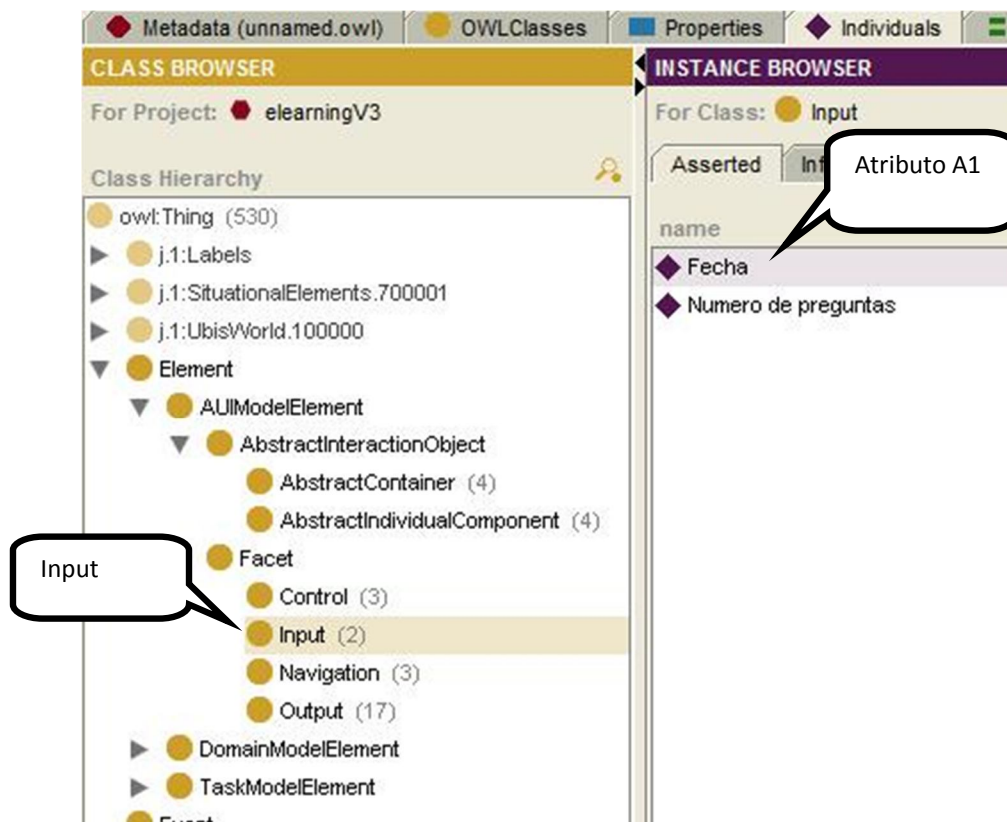 Metadata (unnamed.owl) OWLClasses Properties Individuals
CLASS BROWSER
For Project: elearningV3
Class Hierarchy
owl:Thing (530)
j.1:Labels
j.1:SituationalElements.700001
j.1:UbisWorld.100000
Element
AUIModelElement
AbstractInteractionObject
AbstractContainer (4)
AbstractIndividualComponent (4)
Facet
Control (3)
Input (2)
Navigation (3)
Output (17)
DomainModelElement
TaskModelElement
Input
INSTANCE BROWSER
For Class: Input
Asserted
Atributo A1
name
Fecha
Numero de preguntas